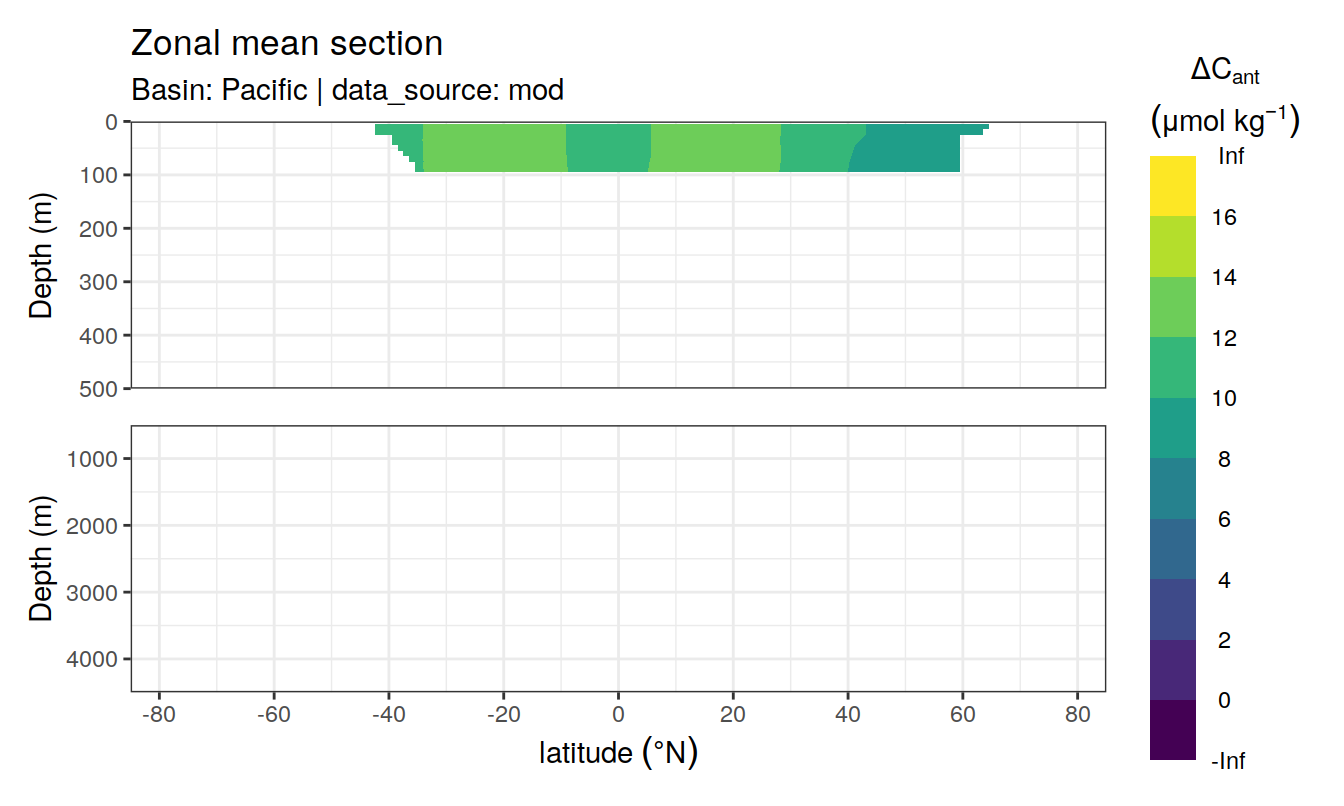 Zonal mean section
Basin: Pacific | data_source: mod
ΔCant
(μmol kg⁻¹)
Inf
16
14
12
10
8
6
4
2
0
-Inf
Depth (m)
0
100
200
300
400
500
Depth (m)
1000
2000
3000
4000
-80 -60 -40 -20 0 20 40 60 80
latitude (°N)